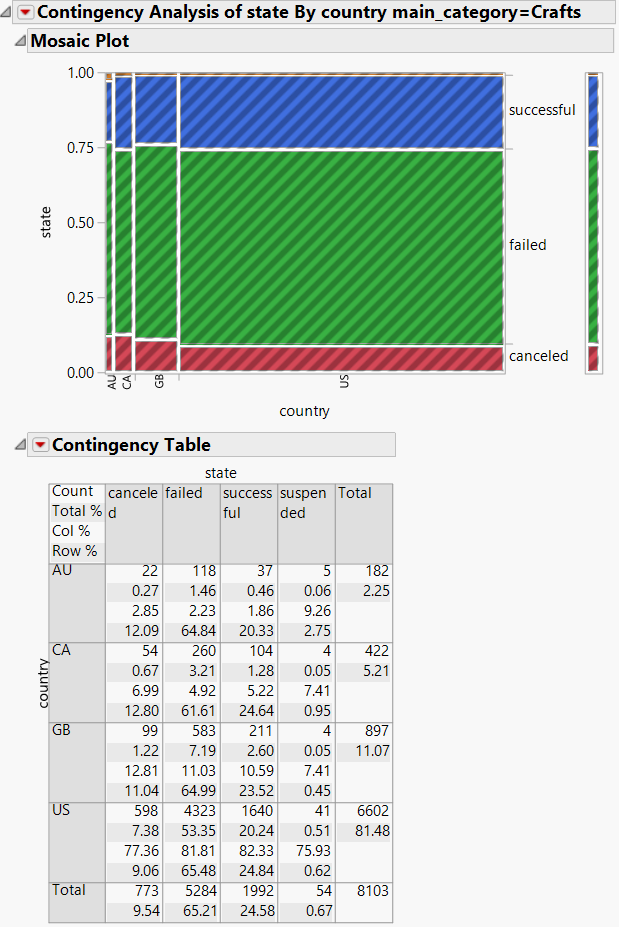 Contingency Analysis of state By country main_category=Crafts
Mosaic Plot
1.00
0.75
0.50
0.25
0.00
state
successful
failed
canceled
AU
CA
GB
US
country
Contingency Table
state
Count
Total %
Col %
Row %
cancele
d
failed
success
ful
suspen
ded
Total
country
AU 22 118 37 5 182
0.27 1.46 0.46 0.06 2.25
2.85 2.23 1.86 9.26
12.09 64.84 20.33 2.75
CA 54 260 104 4 422
0.67 3.21 1.28 0.05 5.21
6.99 4.92 5.22 7.41
12.80 61.61 24.64 0.95
GB 99 583 211 4 897
1.22 7.19 2.60 0.05 11.07
12.81 11.03 10.59 7.41
11.04 64.99 23.52 0.45
US 598 4323 1640 41 6602
7.38 53.35 20.24 0.51 81.48
77.36 81.81 82.33 75.93
9.06 65.48 24.84 0.62
Total 773 5284 1992 54 8103
9.54 65.21 24.58 0.67